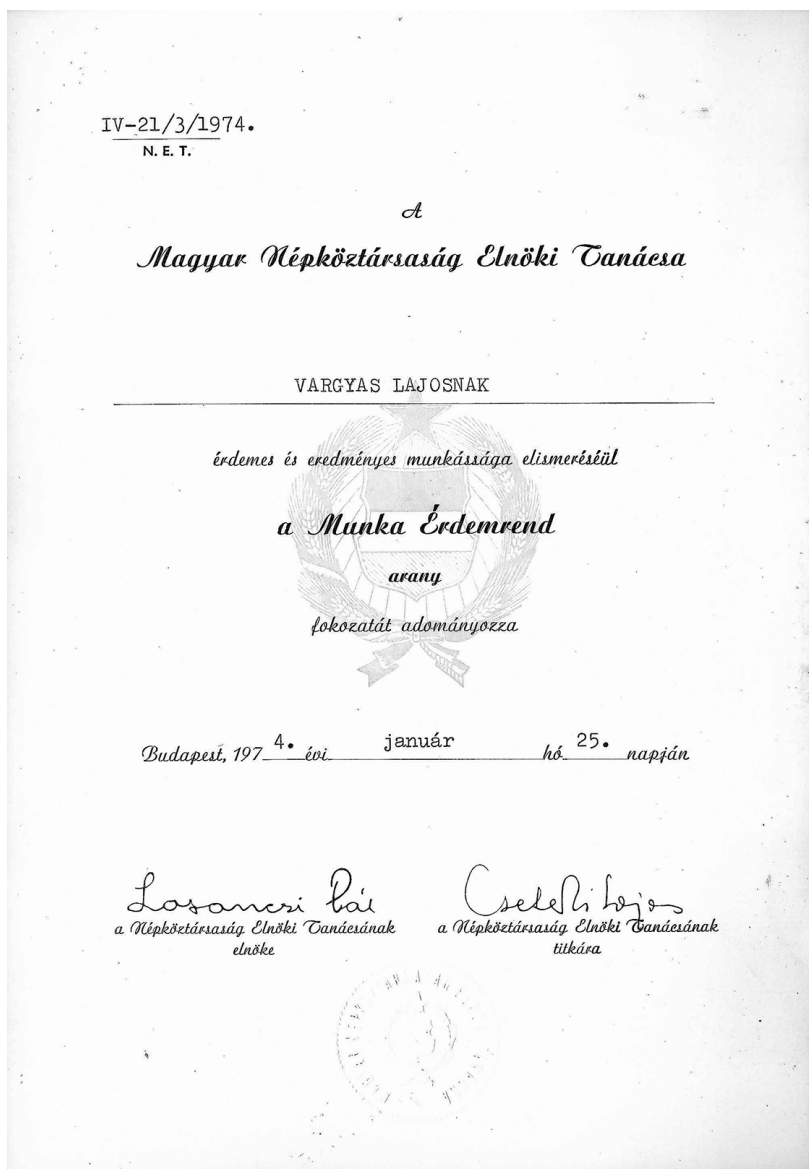 IV-21/3/1974.
N. E. T.
A
Magyar Népköztársaság Elnöki Tanácsa
VARGYAS LAJOSNAK
érdemes és eredményes munkássága elismeréséül
a Munka Érdemrend
arany
fokozatát adományozza
Budapest, 1974. évi január hó 25. napján
Losonczi Pál Cseterki Lajos
a Népköztársaság Elnöki Tanácsának a Népköztársaság Elnöki Tanácsának
elnöke titkára